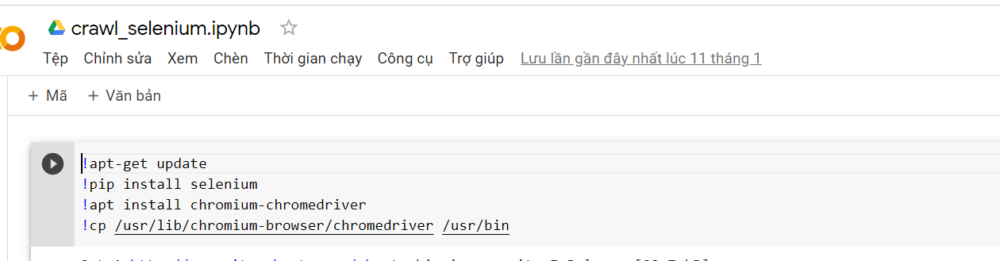 crawl_selenium.ipynb
Tệp Chỉnh sửa Xem Chèn Thời gian chạy Công cụ Trợ giúp Lưu lần gần đây nhất lúc 11 tháng 1
+ Mã + Văn bản
!apt-get update
!pip install selenium
!apt install chromium-chromedriver
!cp /usr/lib/chromium-browser/chromedriver /usr/bin